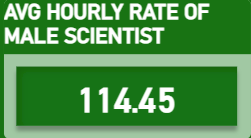 AVG HOURLY RATE OF
MALE SCIENTIST
114.45